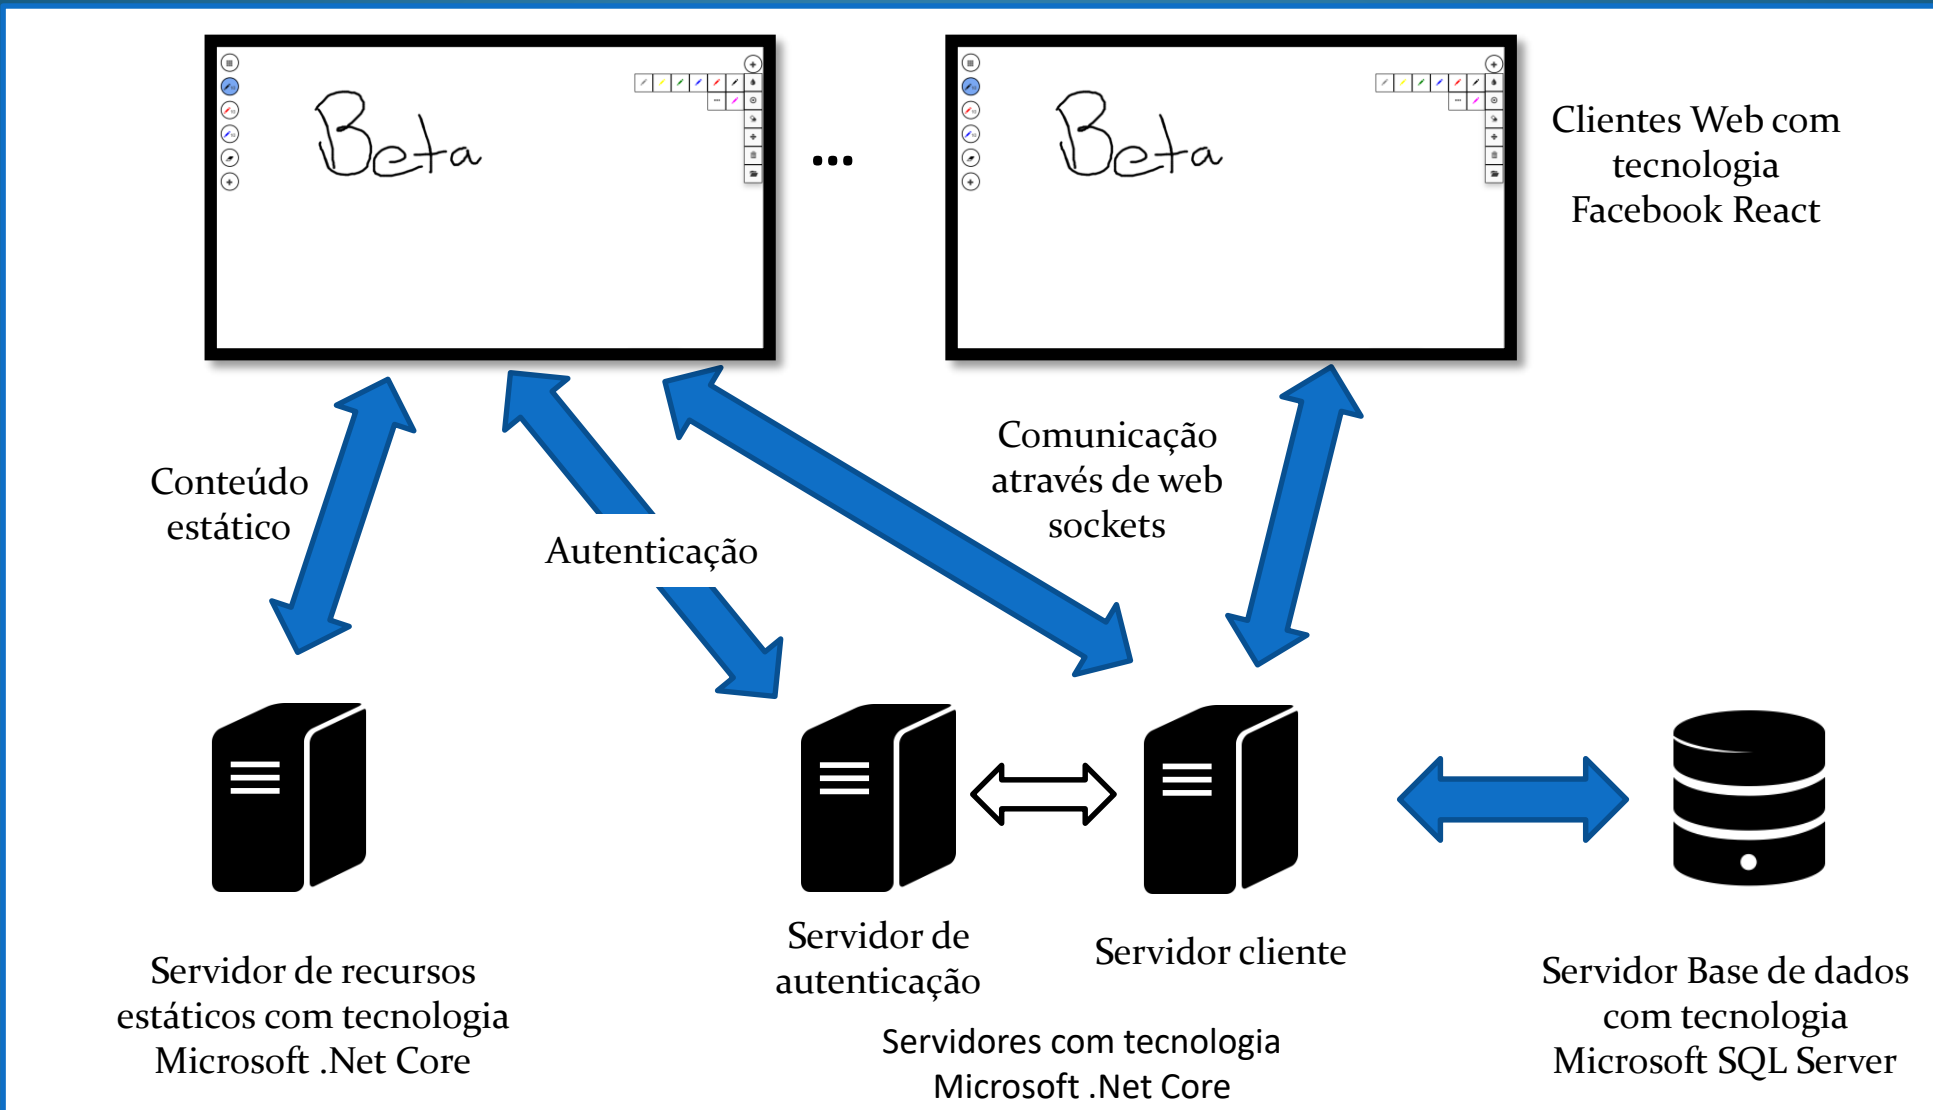 Beta
...
Beta
Clientes Web com
tecnologia
Facebook React
Conteúdo
estático
Autenticação
Comunicação
através de web
sockets
Servidor de recursos
estáticos com tecnologia
Microsoft .Net Core
Servidor de
autenticação
Servidor cliente
Servidores com tecnologia
Microsoft .Net Core
Servidor Base de dados
com tecnologia
Microsoft SQL Server